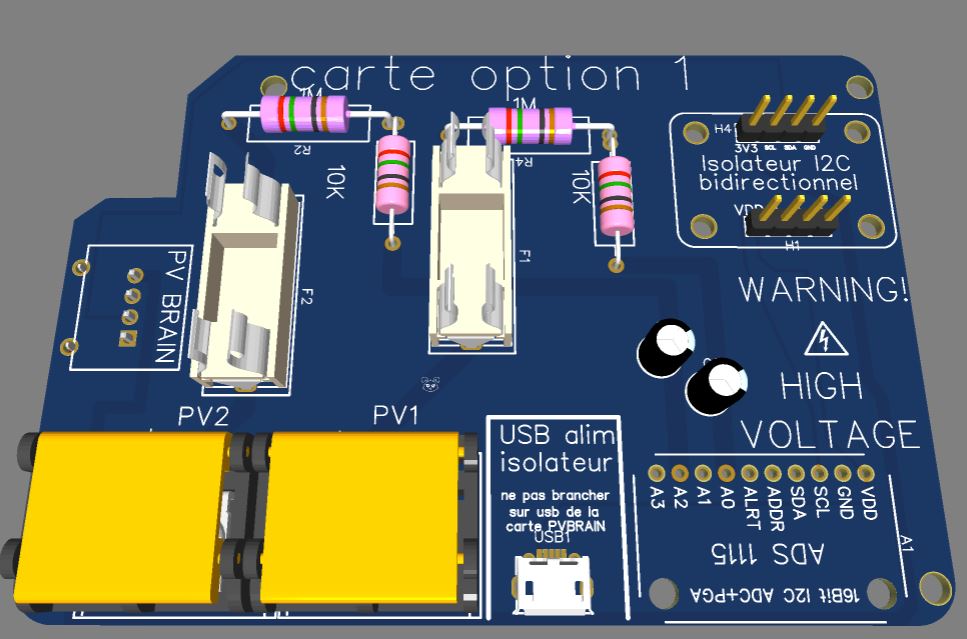 carte option 1
1M
1M
R2
R4
10K
10K
H4
3V3 SCL SDA GND
Isolateur I2C
bidirectionnel
VDD
H1
PV BRAIN
F2
F1
WARNING!
HIGH
VOLTAGE
PV2
PV1
USB alim
isolateur
ne pas brancher
sur usb de la
carte PVBRAIN
USB1
A3 A2 A1 A0 ALRT ADDR SDA SCL GND VDD
ADS 1115
16Bit I2C ADC+PGA
A1